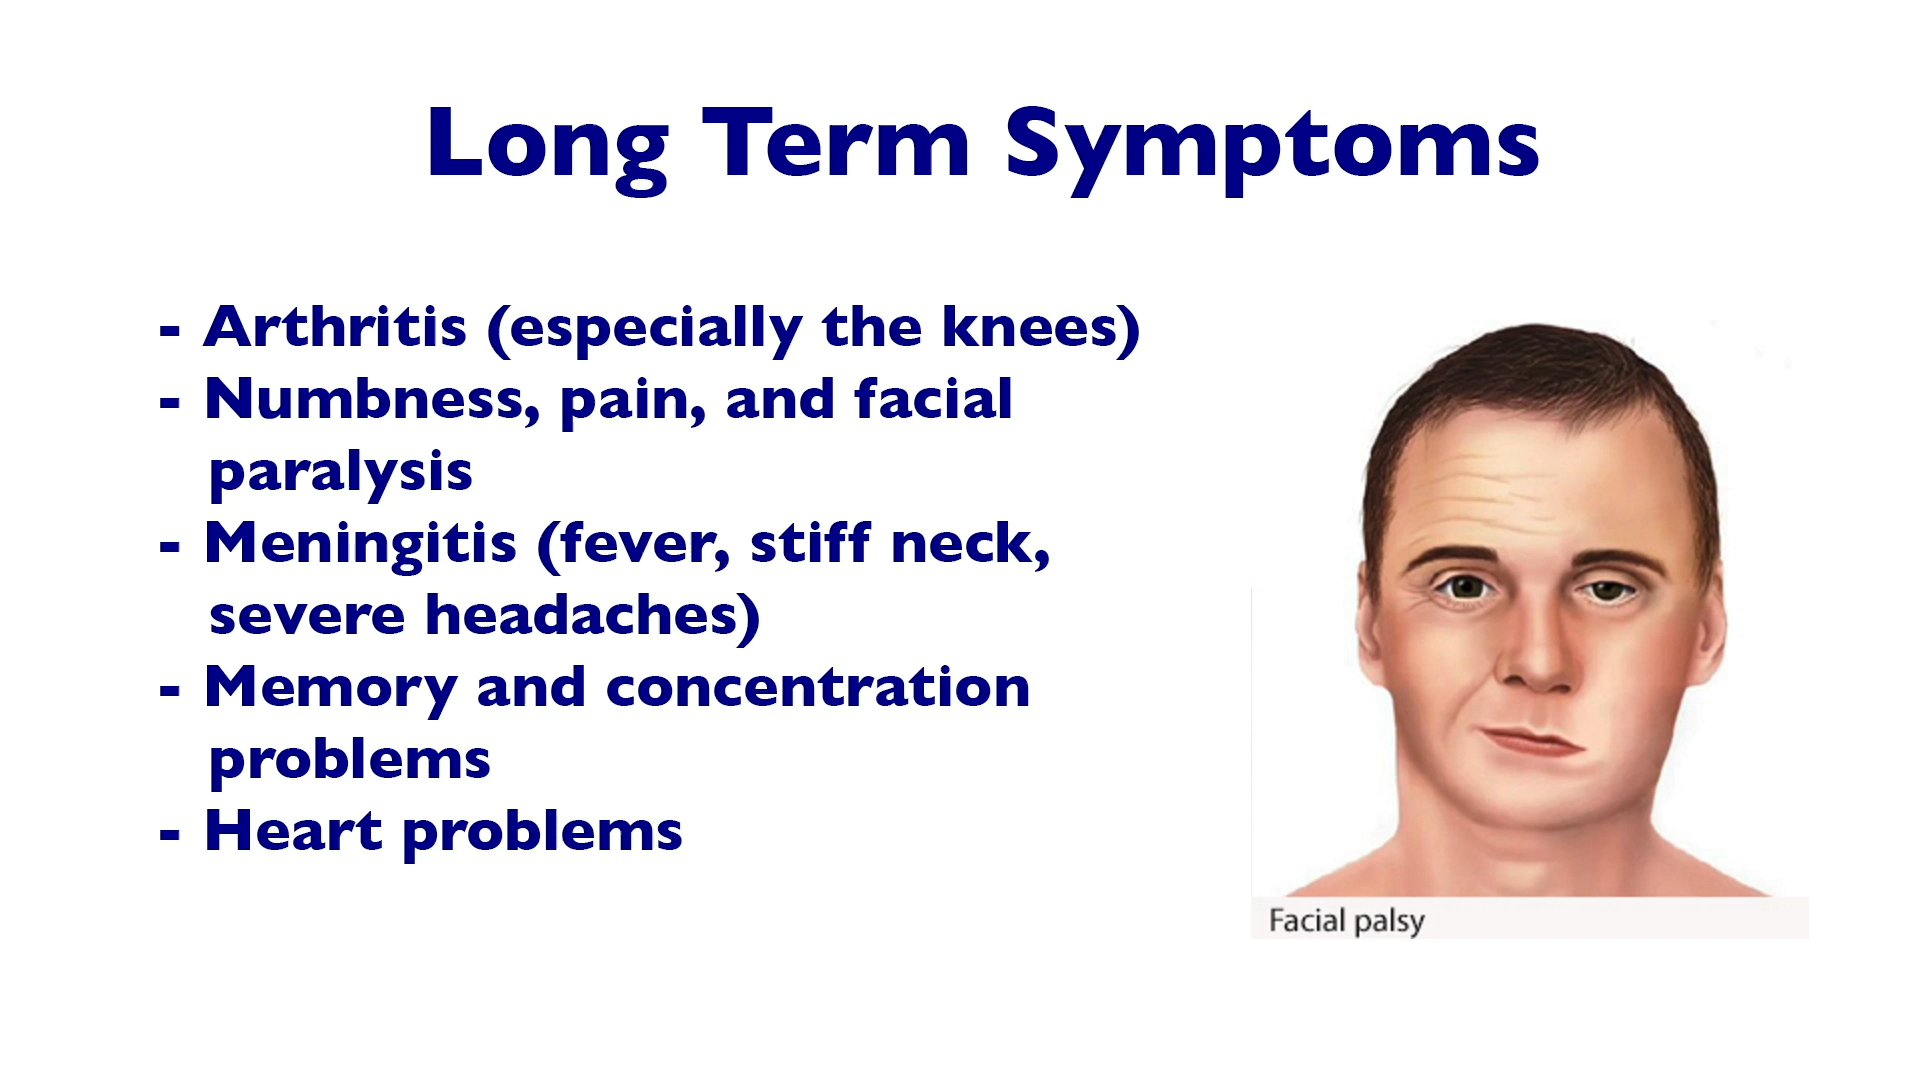 Long Term Symptoms
- Arthritis (especially the knees)
- Numbness, pain, and facial
paralysis
- Meningitis (fever, stiff neck,
severe headaches)
- Memory and concentration
problems
- Heart problems
Facial palsy